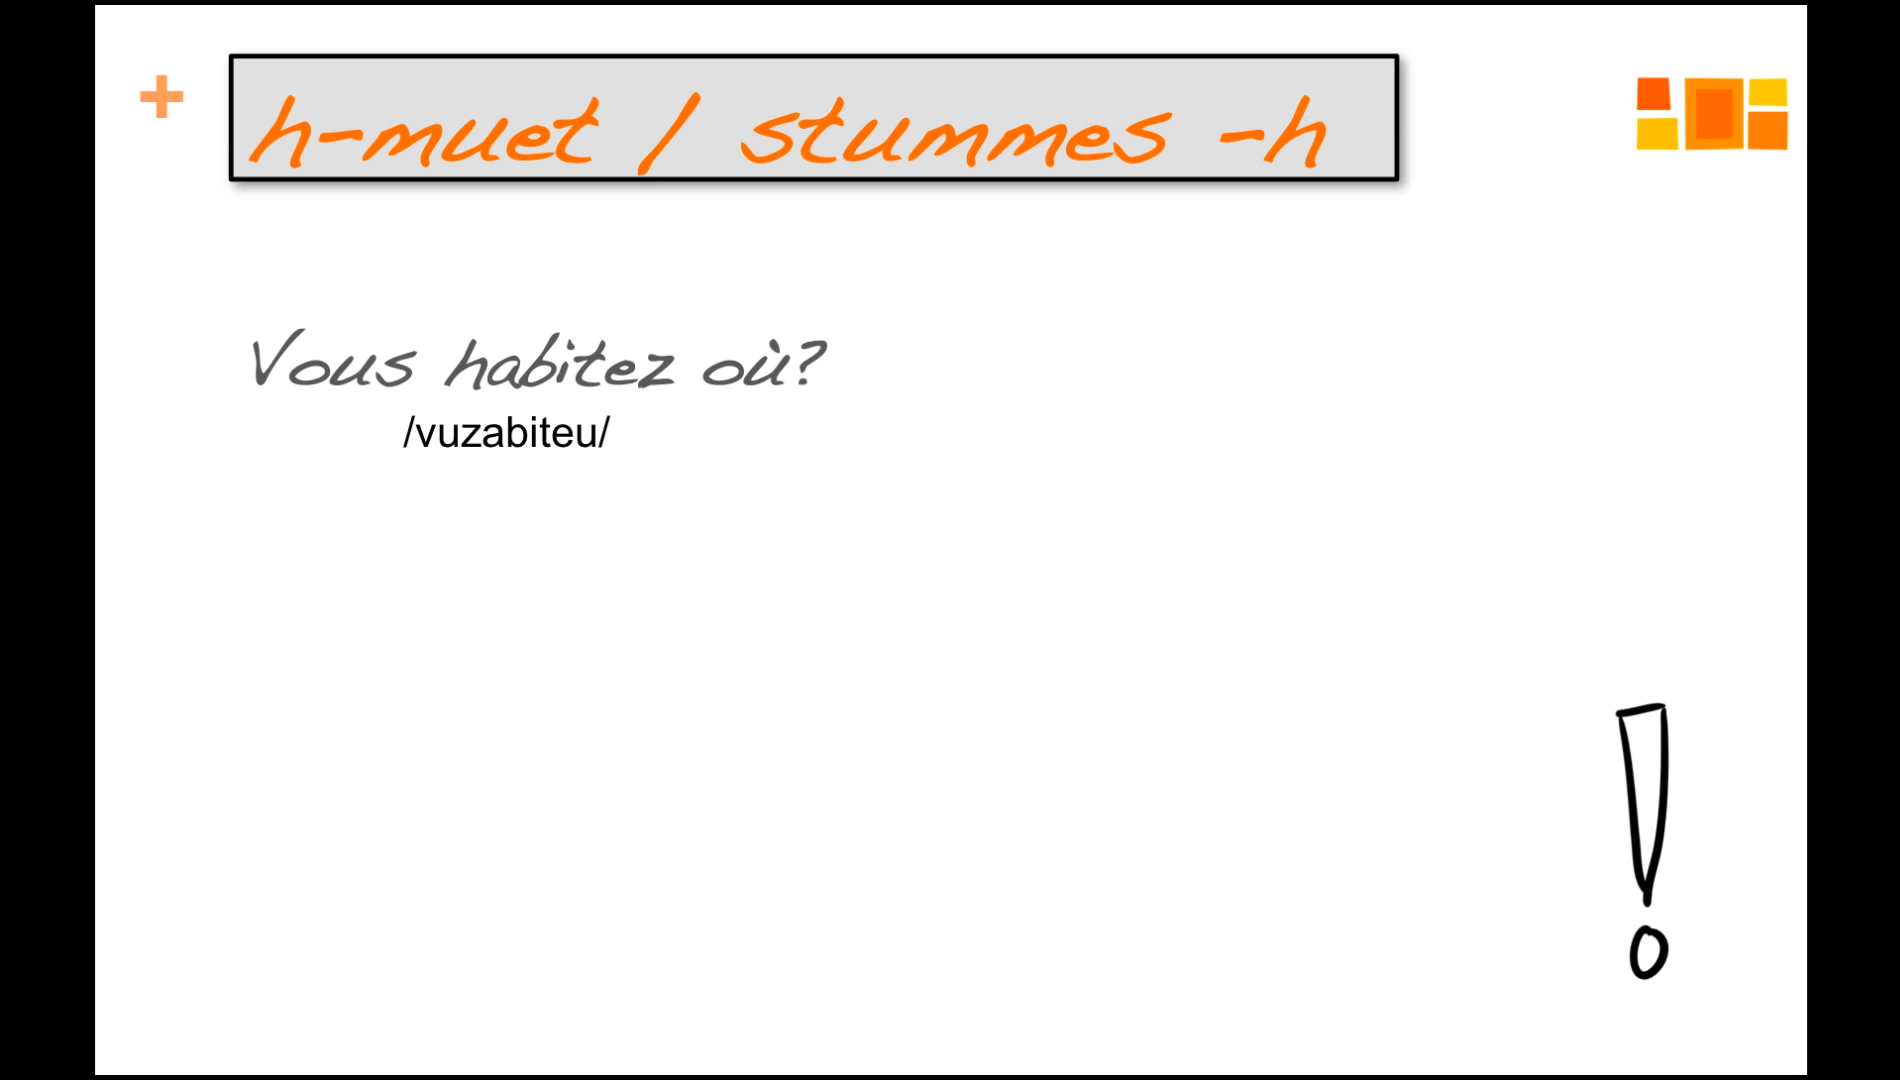 +
h-muet / stummes -h
Vous habitez où?
/vuzabiteu/
!